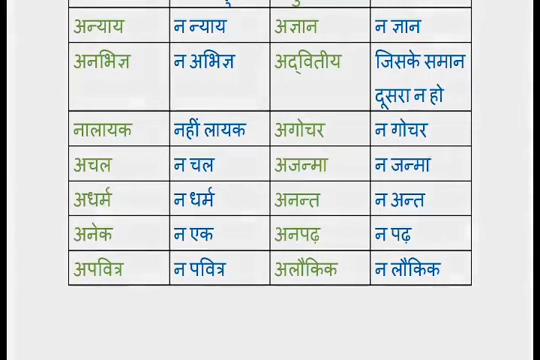 अन्याय न न्याय अज्ञान न ज्ञान
अनभिज्ञ न अभिज्ञ अद्‌वितीय जिसके समान
दूसरा न हो
नालायक नहीं लायक अगोचर न गोचर
अचल न चल अजन्मा न जन्मा
अधर्म न धर्म अनन्त न अन्त
अनेक न एक अनपढ़ न पढ़
अपवित्र न पवित्र अलौकिक न लौकिक